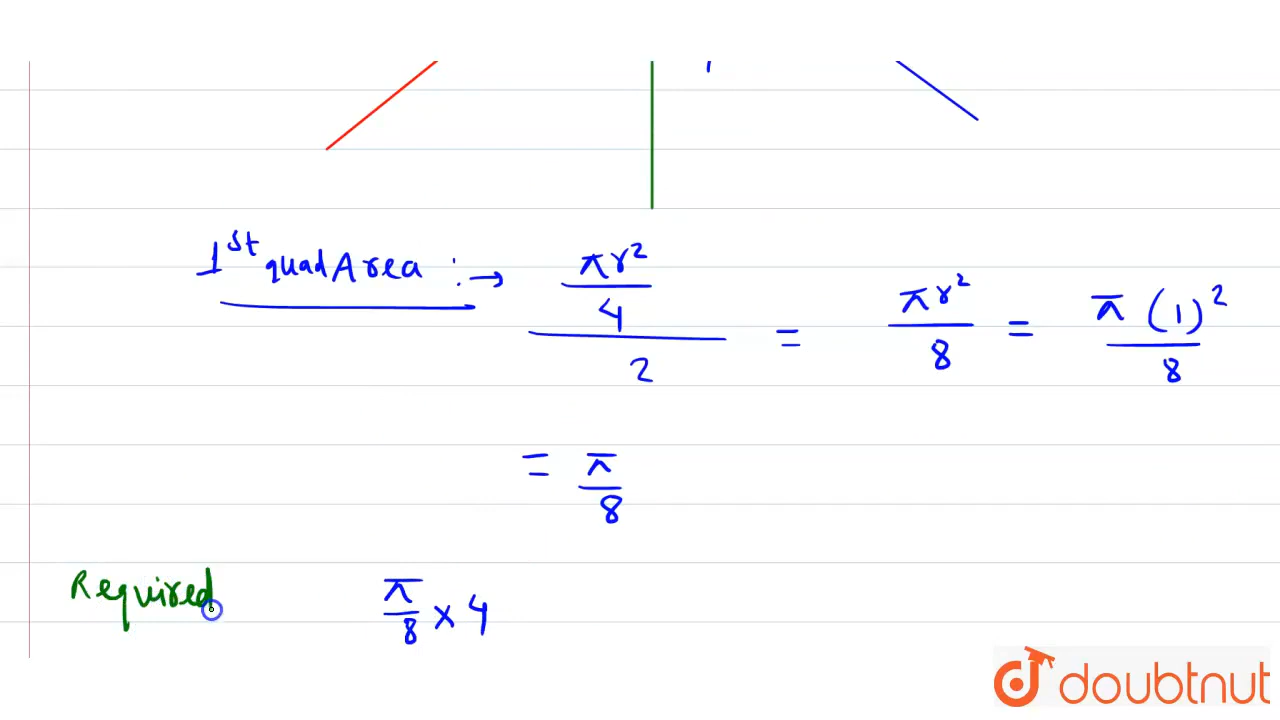 1st quad Area :→ (πr²/4)/2 = πr²/8 = π(1)²/8
= π/8
Required π/8 × 4
doubtnut